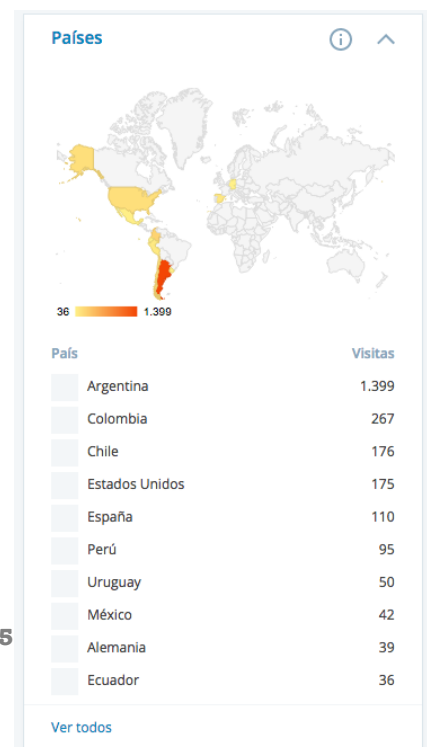 Países
36 1.399
País Visitas
Argentina 1.399
Colombia 267
Chile 176
Estados Unidos 175
España 110
Perú 95
Uruguay 50
México 42
5
Alemania 39
Ecuador 36
Ver todos